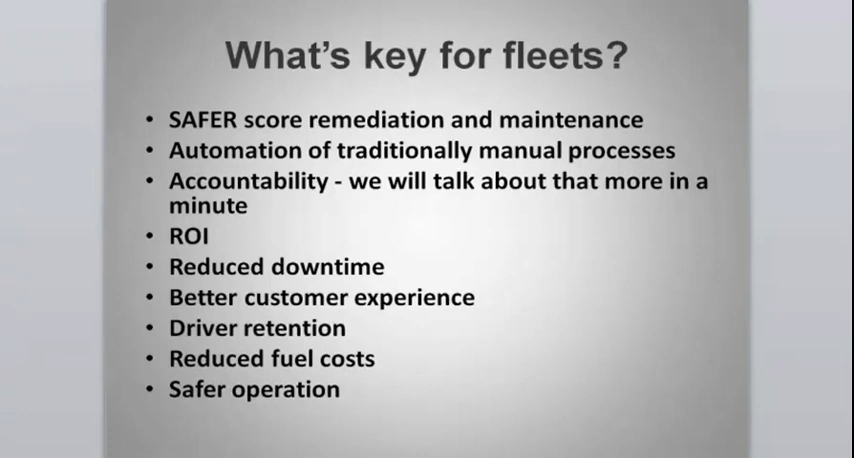 What's key for fleets?
• SAFER score remediation and maintenance
• Automation of traditionally manual processes
• Accountability - we will talk about that more in a
minute
• ROI
• Reduced downtime
• Better customer experience
• Driver retention
• Reduced fuel costs
• Safer operation